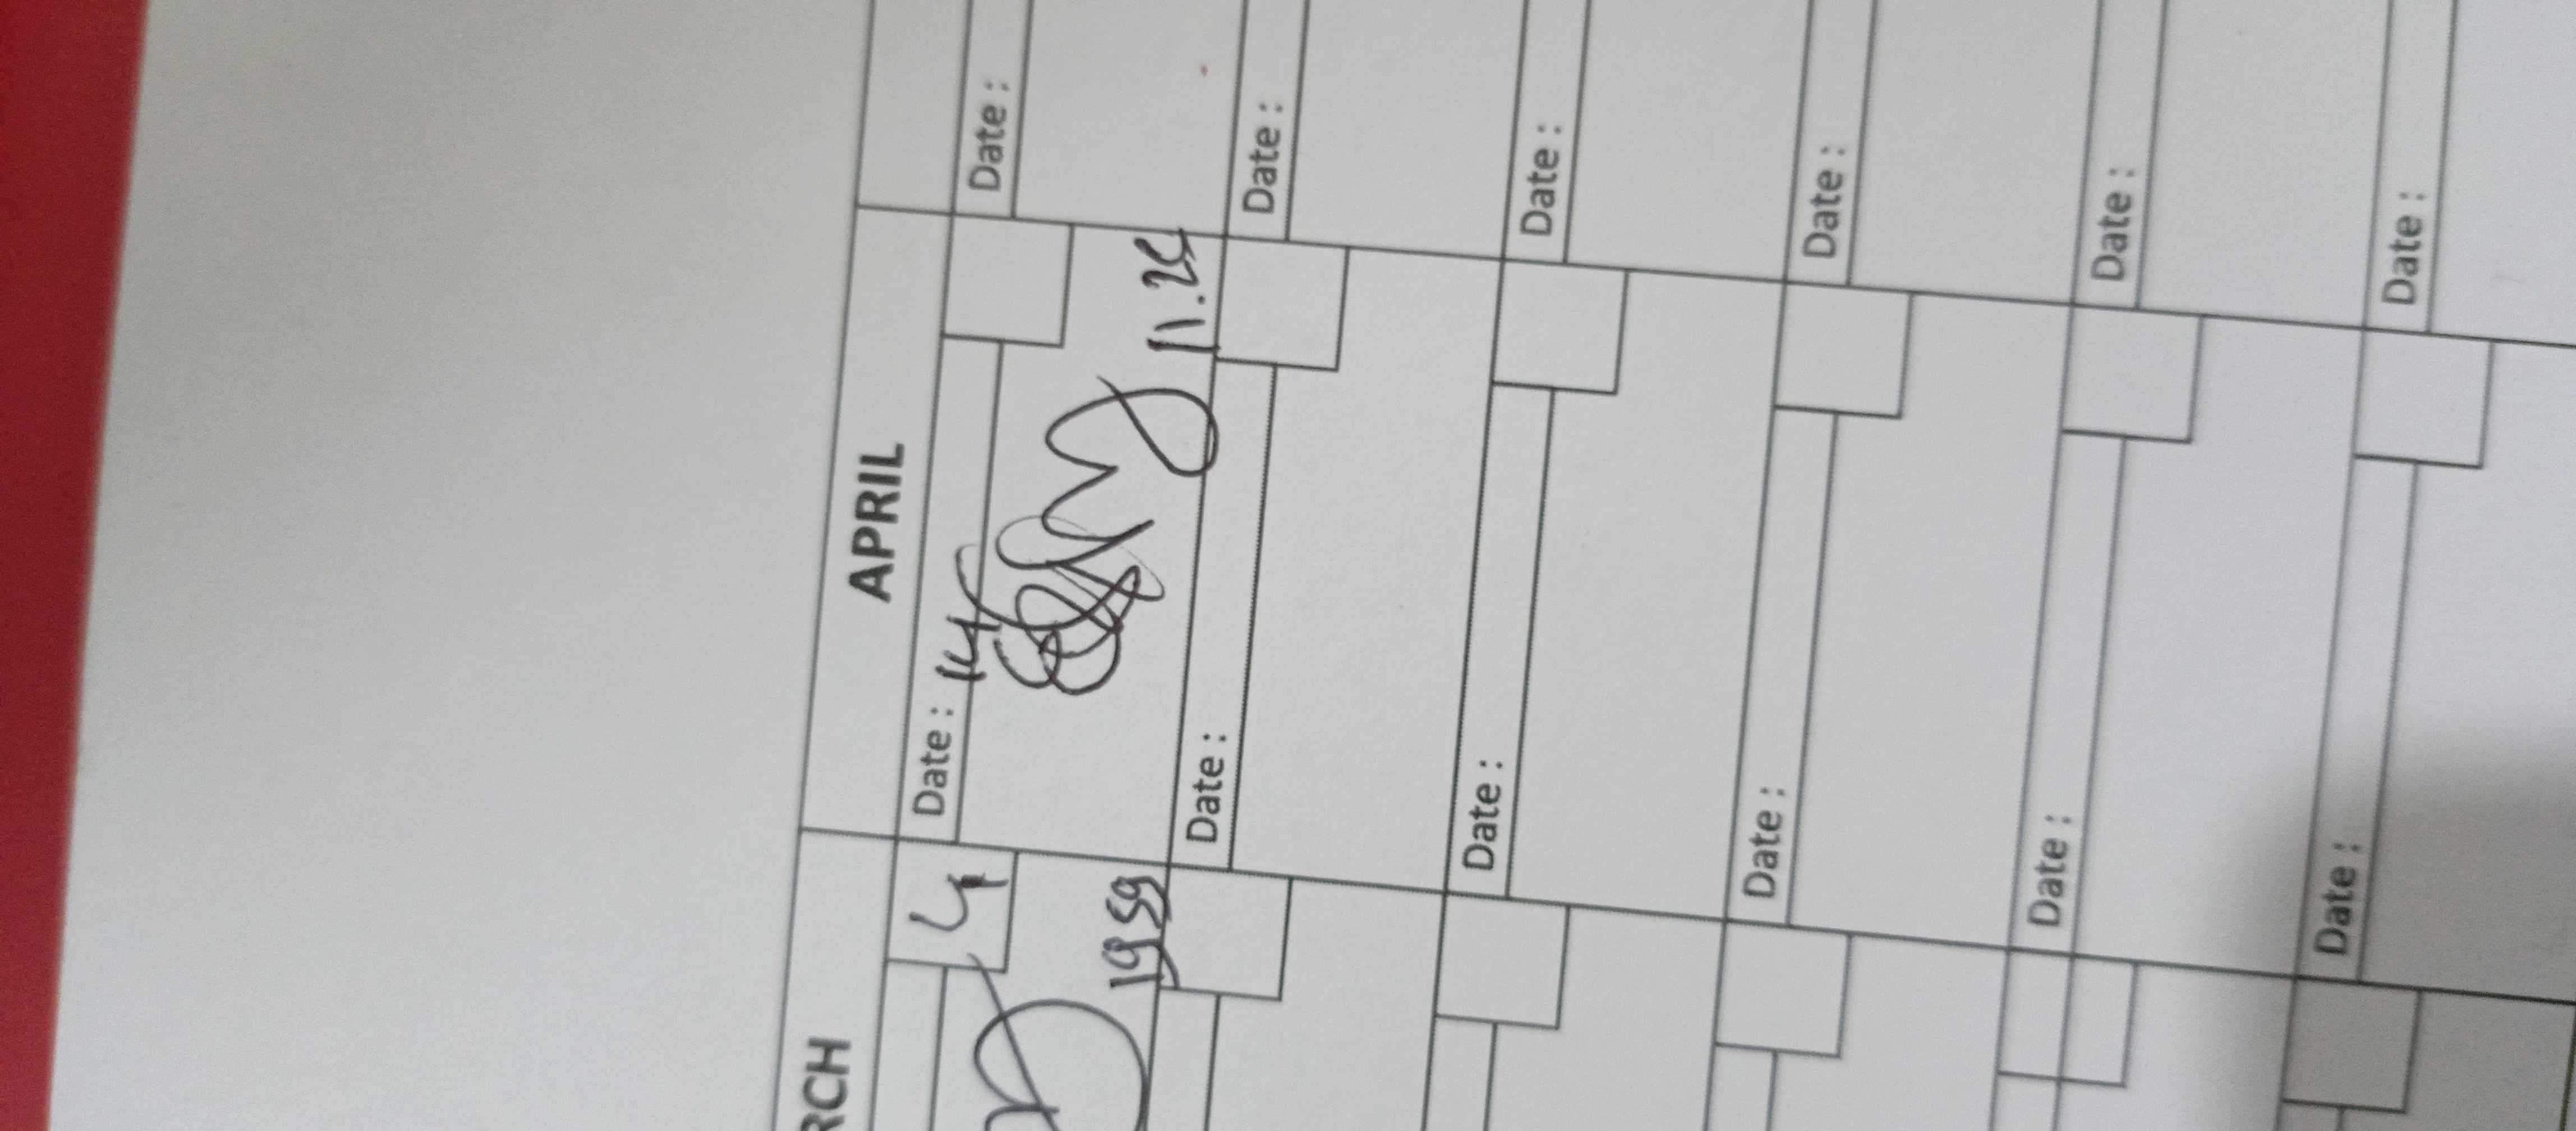 RCH APRIL
4 Date : 14 Date :
1959 11.25
Date : Date :
Date : Date :
Date : Date :
Date : Date :
Date : Date :